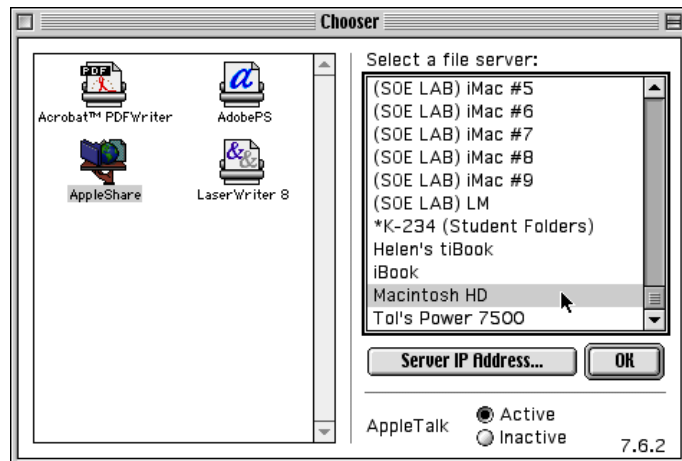 Chooser
PDF
Acrobat™ PDFWriter
a
AdobePS
AppleShare
&&
LaserWriter 8
Select a file server:
(SOE LAB) iMac #5
(SOE LAB) iMac #6
(SOE LAB) iMac #7
(SOE LAB) iMac #8
(SOE LAB) iMac #9
(SOE LAB) LM
*K-234 (Student Folders)
Helen's tiBook
iBook
Macintosh HD
Tol's Power 7500
Server IP Address...
OK
AppleTalk
Active
Inactive
7.6.2